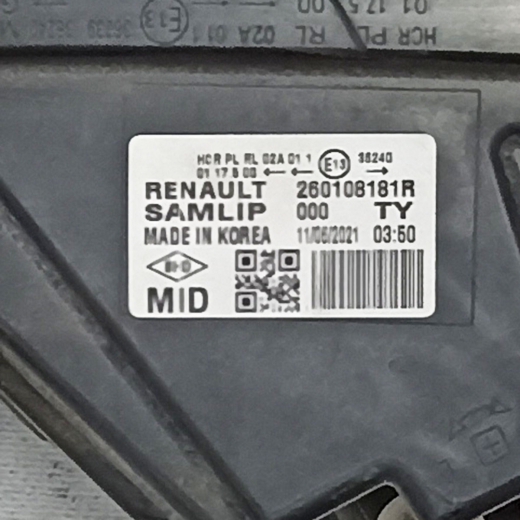 HCR PL RL 02A 01 1 E13 36240
01 17.5 00
RENAULT 260108181R
SAMLIP 000 TY
MADE IN KOREA 11/06/2021 03:50
MID